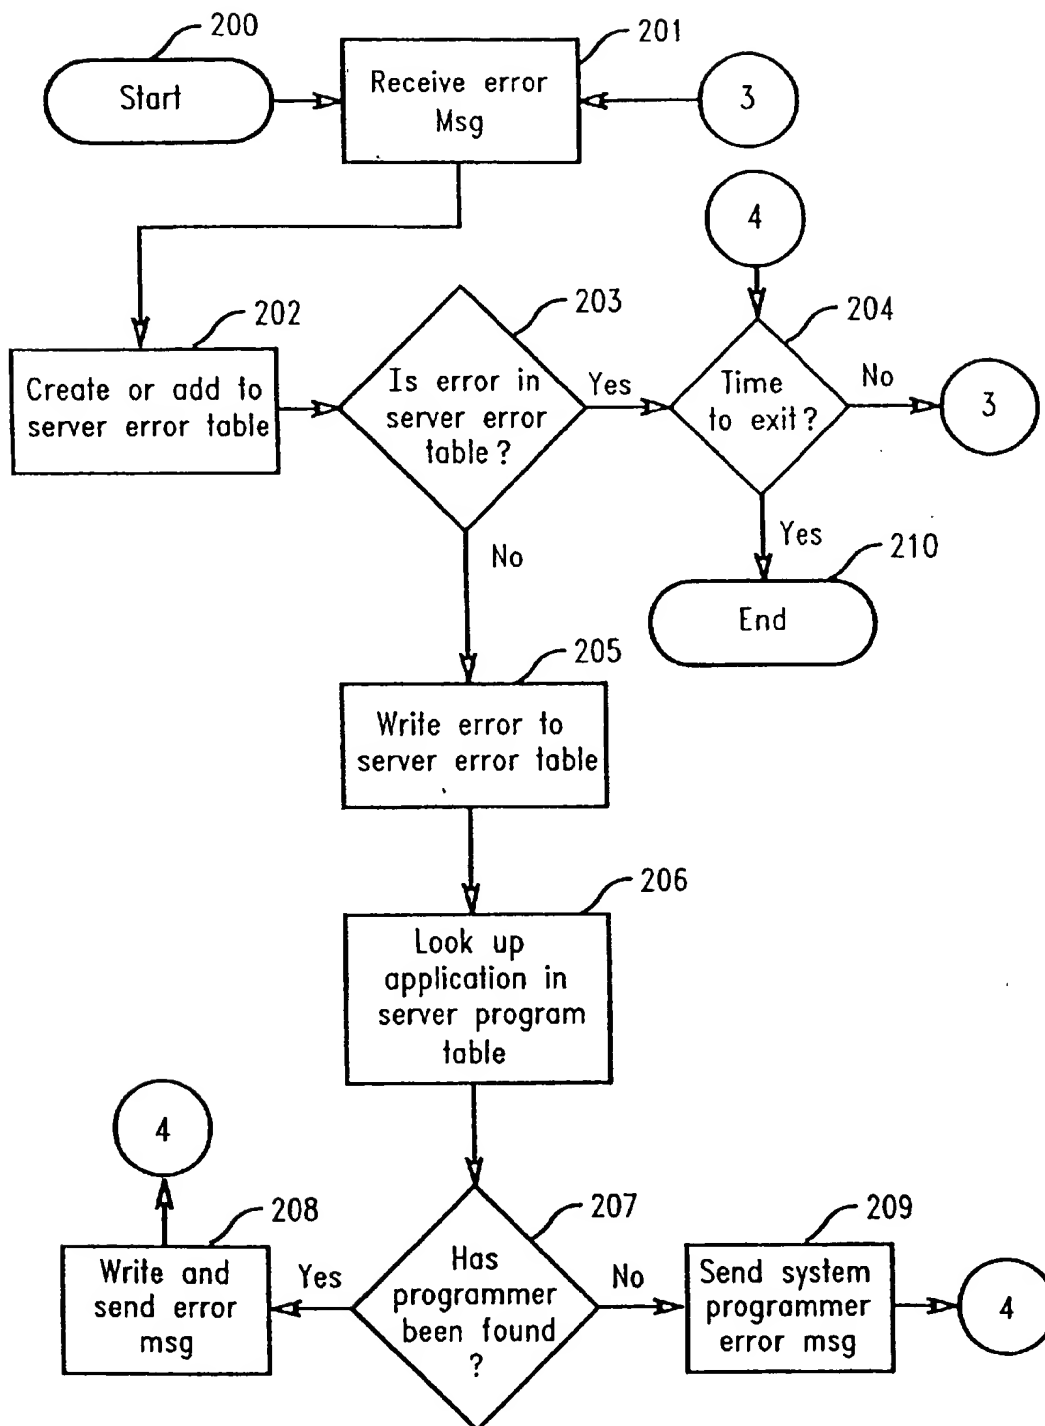 200
Start
201
Receive error
Msg
3
4
202
Create or add to
server error table
203
Is error in
server error
table?
Yes
204
Time
to exit?
No
3
No
Yes
210
End
205
Write error to
server error table
206
Look up
application in
server program
table
4
208
Write and
send error
msg
Yes
207
Has
programmer
been found
?
No
209
Send system
programmer
error msg
4